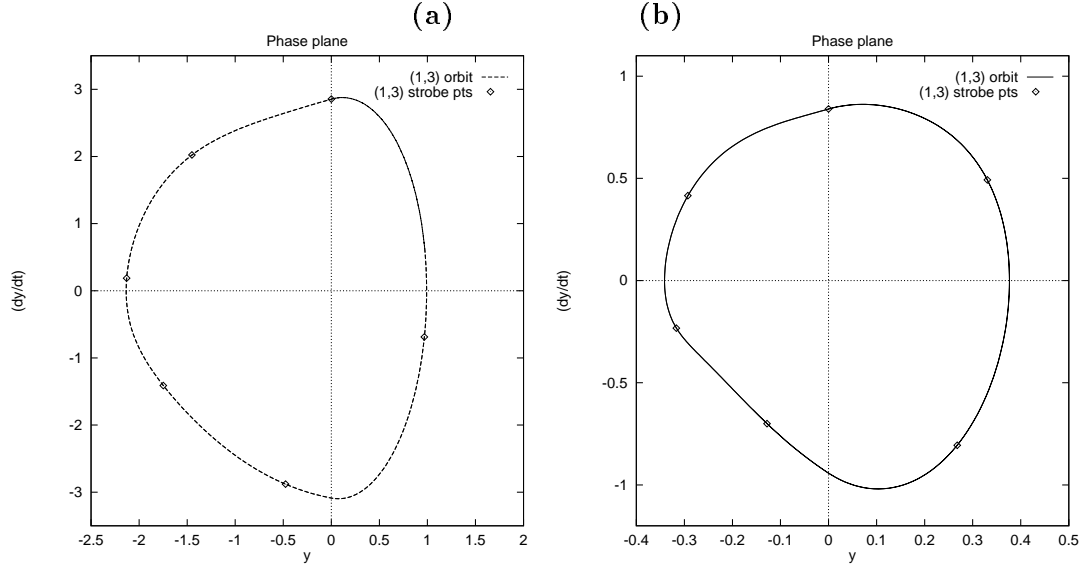 (a)
Phase plane
(1,3) orbit
(1,3) strobe pts
3
2
1
0
-1
-2
-3
(dy/dt)
-2.5 -2 -1.5 -1 -0.5 0 0.5 1 1.5 2
y
(b)
Phase plane
(1,3) orbit
(1,3) strobe pts
1
0.5
0
-0.5
-1
(dy/dt)
-0.4 -0.3 -0.2 -0.1 0 0.1 0.2 0.3 0.4 0.5
y